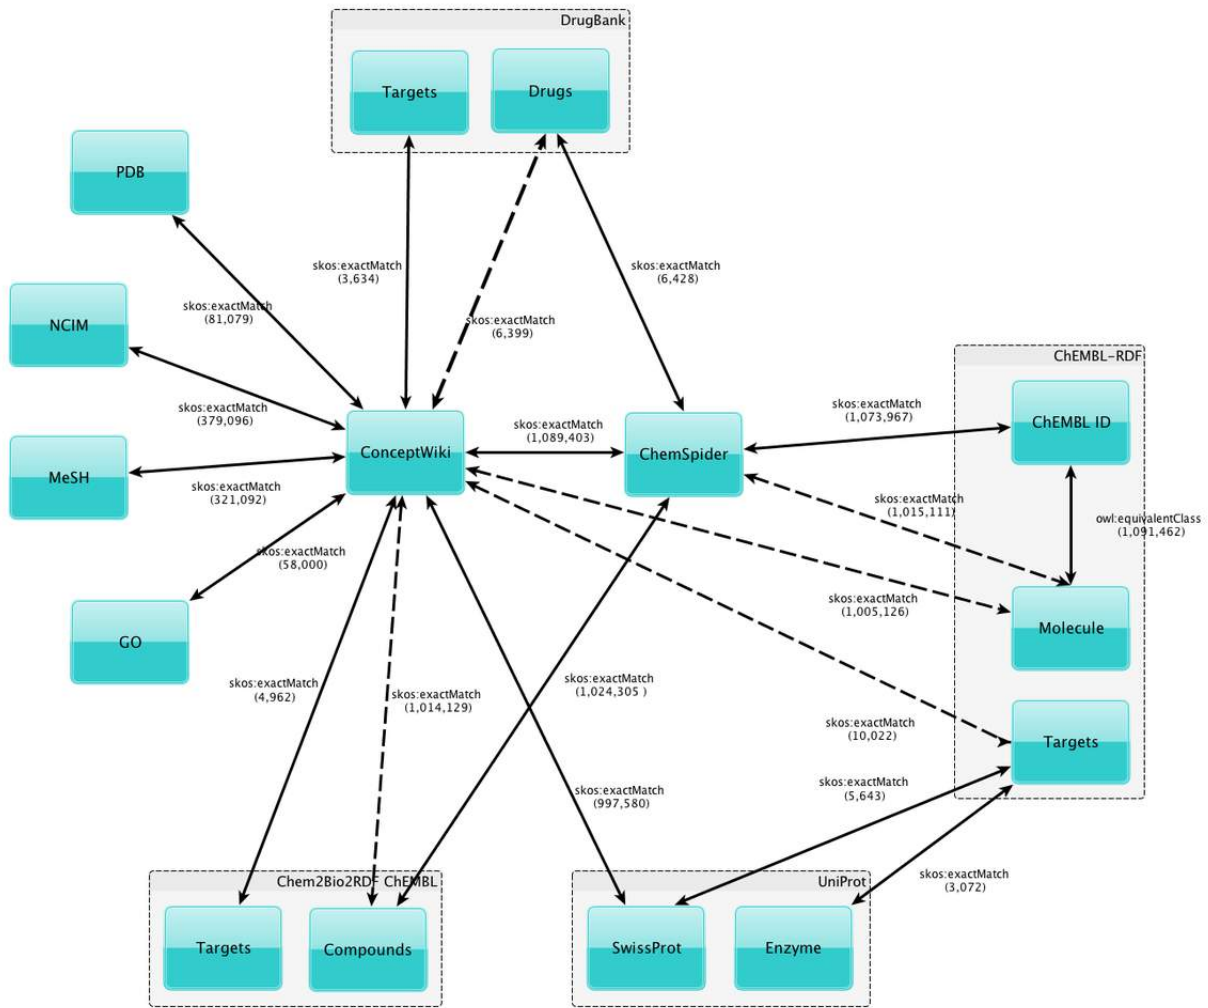 DrugBank
Targets
Drugs
PDB
skos:exactMatch
(3,634)
skos:exactMatch
(6,428)
skos:exactMatch
(81,079)
NCIM
skos:exactMatch
(6,399)
ChEMBL-RDF
skos:exactMatch
(379,096)
skos:exactMatch
(1,073,967)
ChEMBL ID
skos:exactMatch
(1,089,403)
ConceptWiki
ChemSpider
MeSH
skos:exactMatch
(321,092)
skos:exactMatch
(1,015,111)
owl:equivalentClass
(1,091,462)
skos:exactMatch
(58,000)
skos:exactMatch
(1,005,126)
GO
Molecule
skos:exactMatch
(4,962)
skos:exactMatch
(1,014,129)
skos:exactMatch
(1,024,305 )
skos:exactMatch
(10,022)
Targets
skos:exactMatch
(997,580)
skos:exactMatch
(5,643)
skos:exactMatch
(3,072)
Chem2Bio2RDF ChEMBL
UniProt
Targets
Compounds
SwissProt
Enzyme